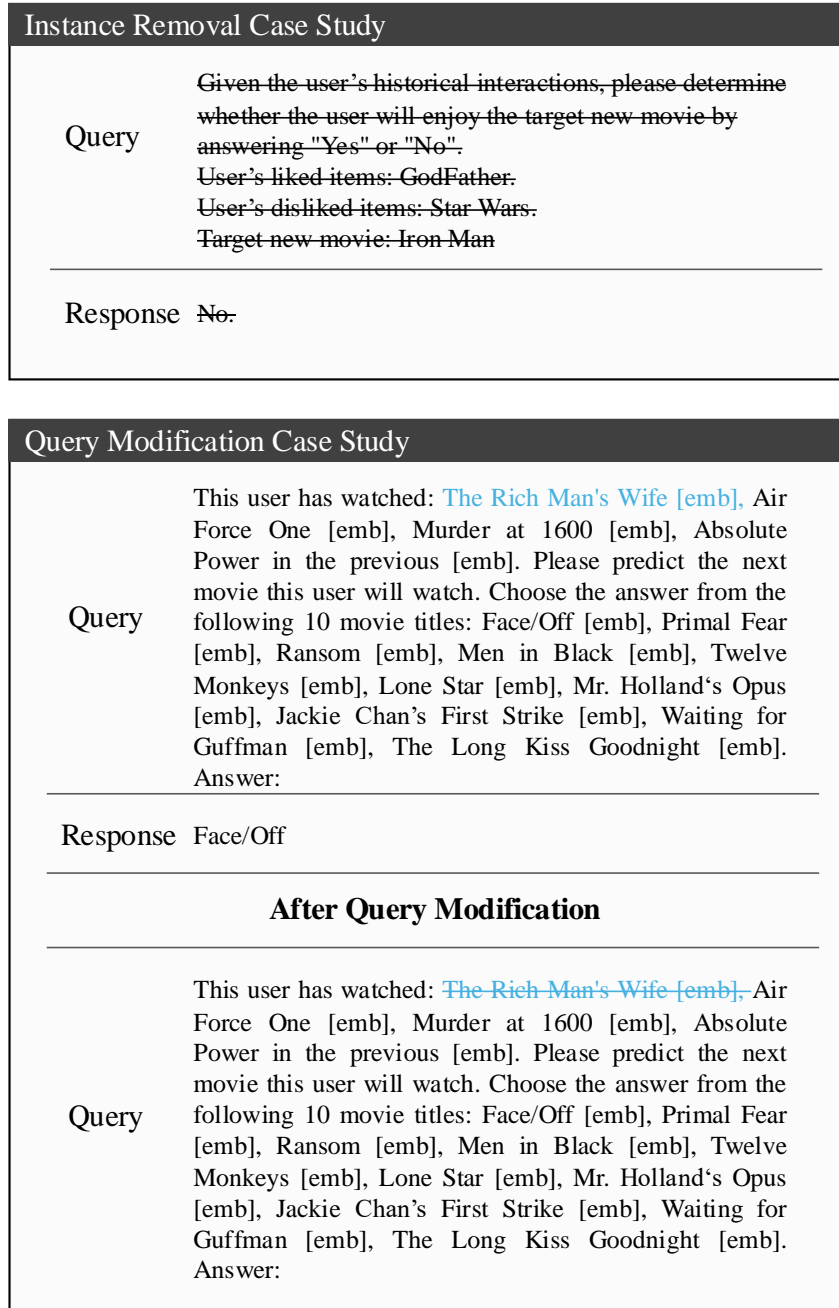 Instance Removal Case Study
Query
Given the user’s historical interactions, please determine
whether the user will enjoy the target new movie by
answering "Yes" or "No".
User’s liked items: GodFather.
User’s disliked items: Star Wars.
Target new movie: Iron Man
Response No.
Query Modification Case Study
Query
This user has watched: The Rich Man's Wife [emb], Air
Force One [emb], Murder at 1600 [emb], Absolute
Power in the previous [emb]. Please predict the next
movie this user will watch. Choose the answer from the
following 10 movie titles: Face/Off [emb], Primal Fear
[emb], Ransom [emb], Men in Black [emb], Twelve
Monkeys [emb], Lone Star [emb], Mr. Holland‘s Opus
[emb], Jackie Chan’s First Strike [emb], Waiting for
Guffman [emb], The Long Kiss Goodnight [emb].
Answer:
Response Face/Off
After Query Modification
Query
This user has watched: The Rich Man's Wife [emb], Air
Force One [emb], Murder at 1600 [emb], Absolute
Power in the previous [emb]. Please predict the next
movie this user will watch. Choose the answer from the
following 10 movie titles: Face/Off [emb], Primal Fear
[emb], Ransom [emb], Men in Black [emb], Twelve
Monkeys [emb], Lone Star [emb], Mr. Holland‘s Opus
[emb], Jackie Chan’s First Strike [emb], Waiting for
Guffman [emb], The Long Kiss Goodnight [emb].
Answer: